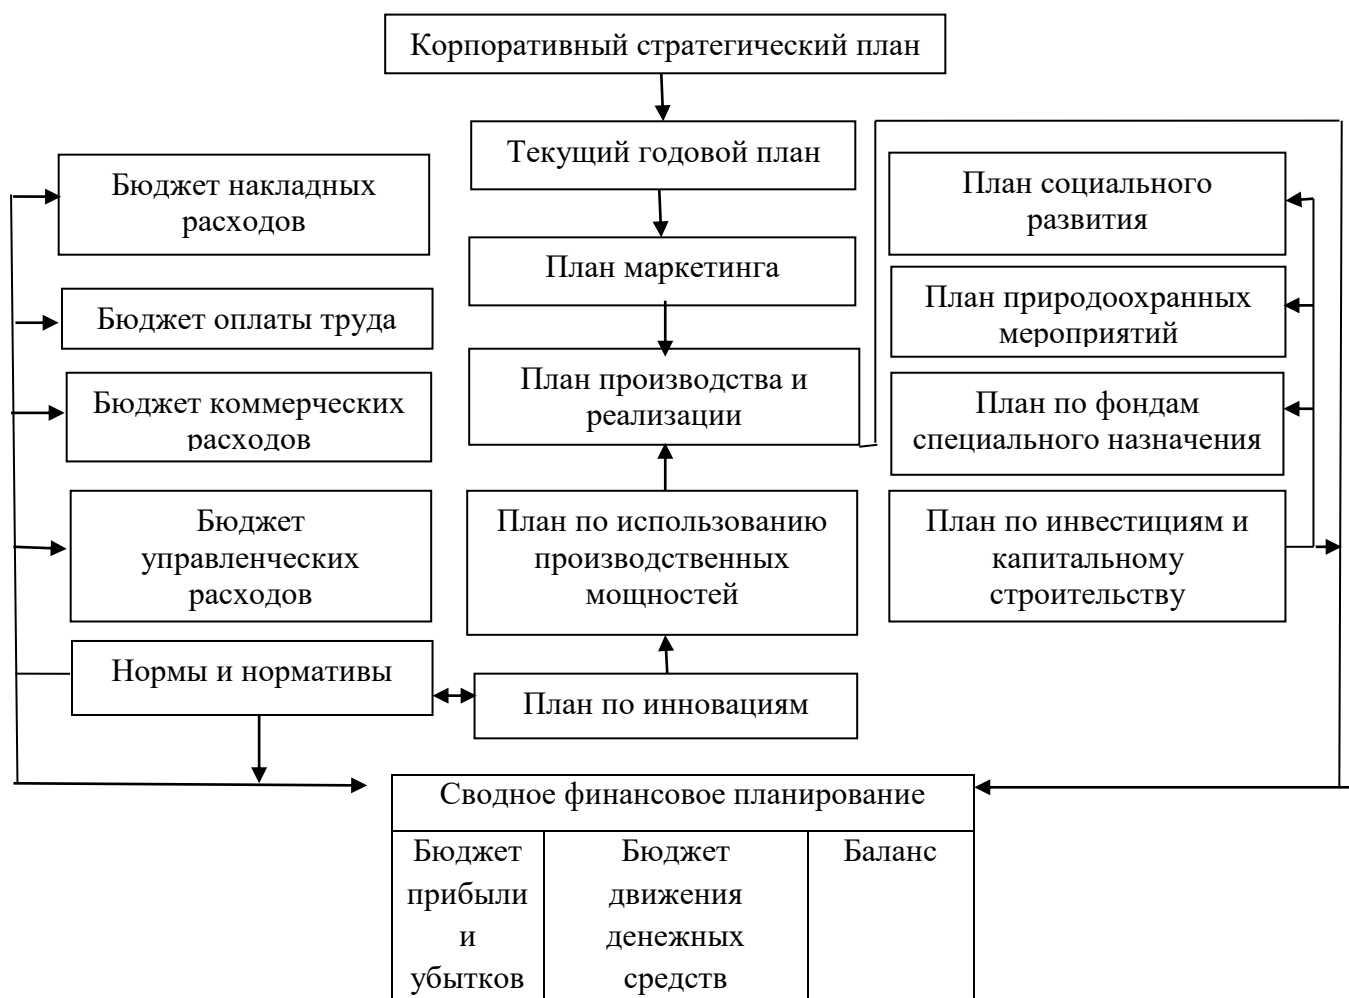 Корпоративный стратегический план
Текущий годовой план
Бюджет накладных
расходов
План социального
развития
План маркетинга
Бюджет оплаты труда
План природоохранных
мероприятий
План производства и
реализации
Бюджет коммерческих
расходов
План по фондам
специального назначения
Бюджет
управленческих
расходов
План по использованию
производственных
мощностей
План по инвестициям и
капитальному
строительству
Нормы и нормативы
План по инновациям
Сводное финансовое планирование
Бюджет
прибыли
и
убытков
Бюджет
движения
денежных
средств
Баланс